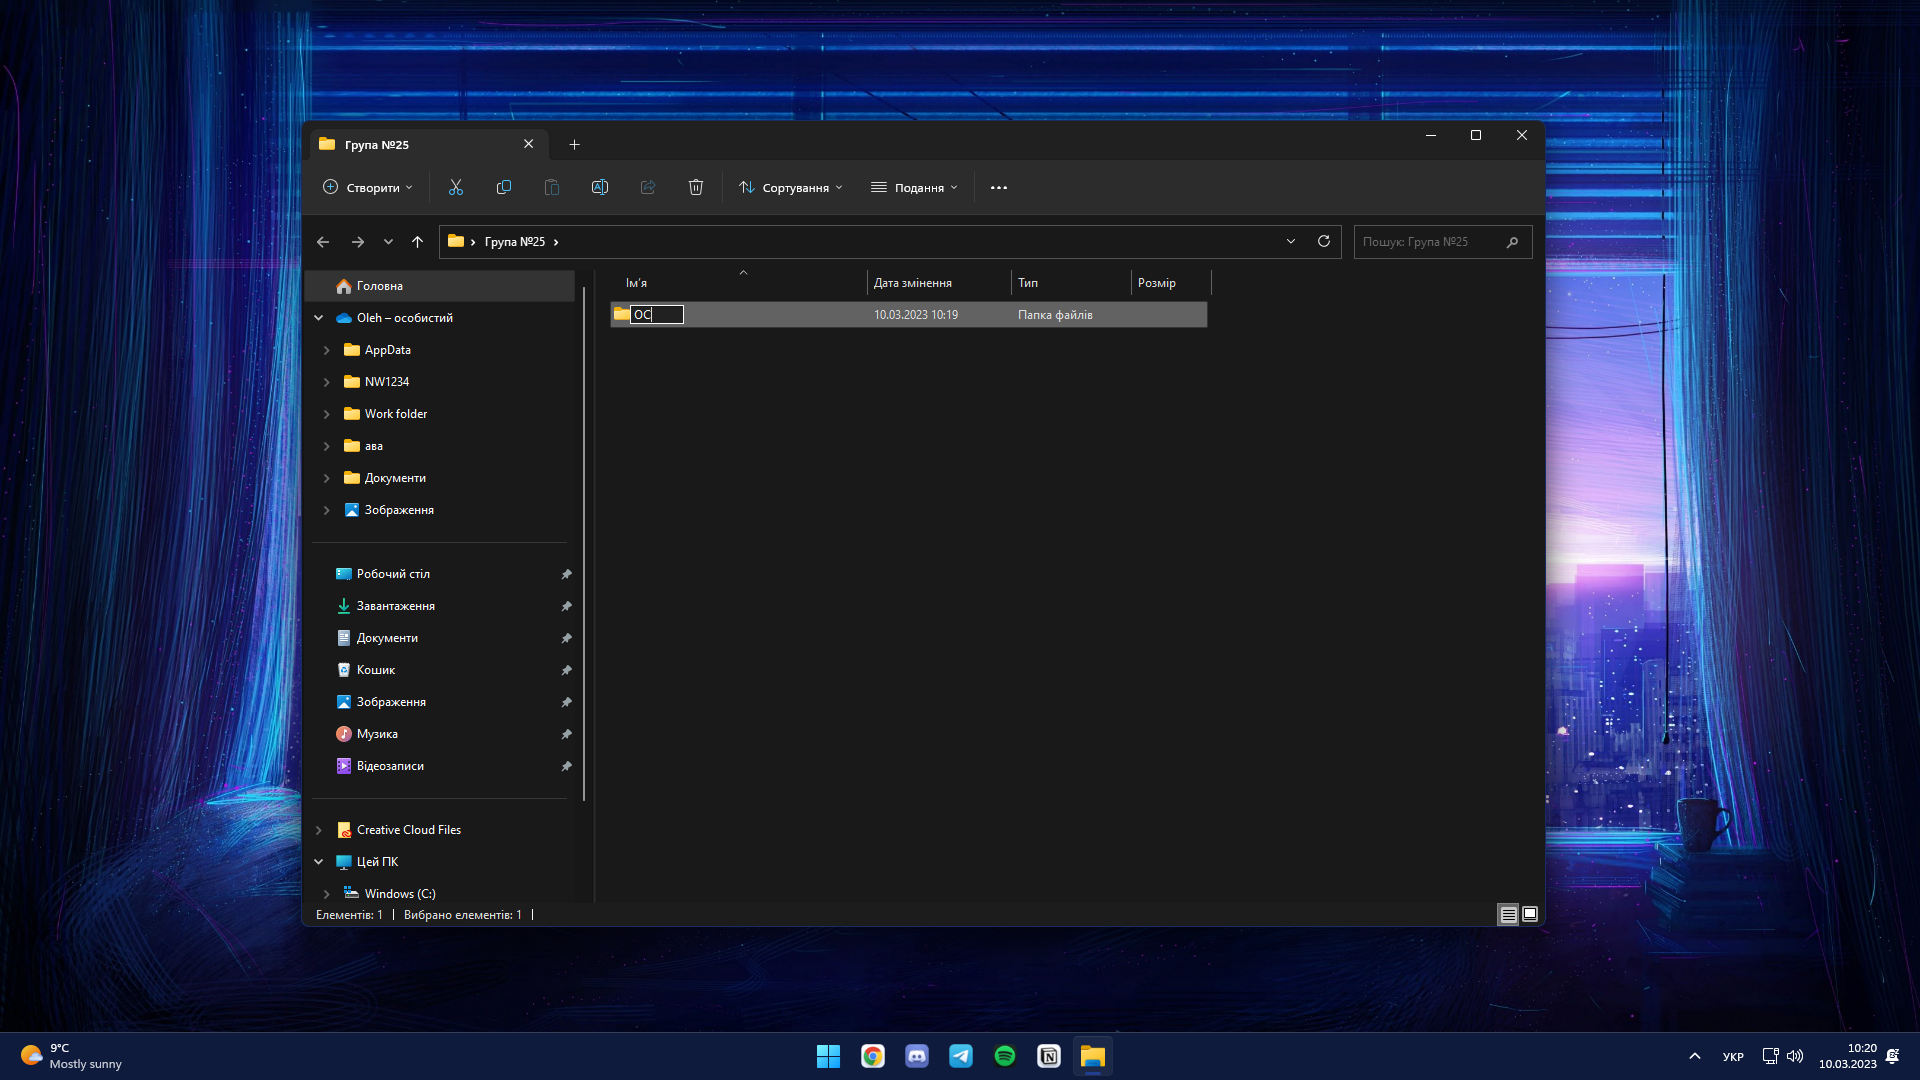 Група №25
Створити
Сортування
Подання
Група №25
Пошук: Група №25
Ім'я
Дата змінення
Тип
Розмір
ОС
10.03.2023 10:19
Папка файлів
Головна
Oleh – особистий
AppData
NW1234
Work folder
ава
Документи
Зображення
Робочий стіл
Завантаження
Документи
Кошик
Зображення
Музика
Відеозаписи
Creative Cloud Files
Цей ПК
Windows (C:)
Елементів: 1
Вибрано елементів: 1
9°C
Mostly sunny
УКР
10:20
10.03.2023